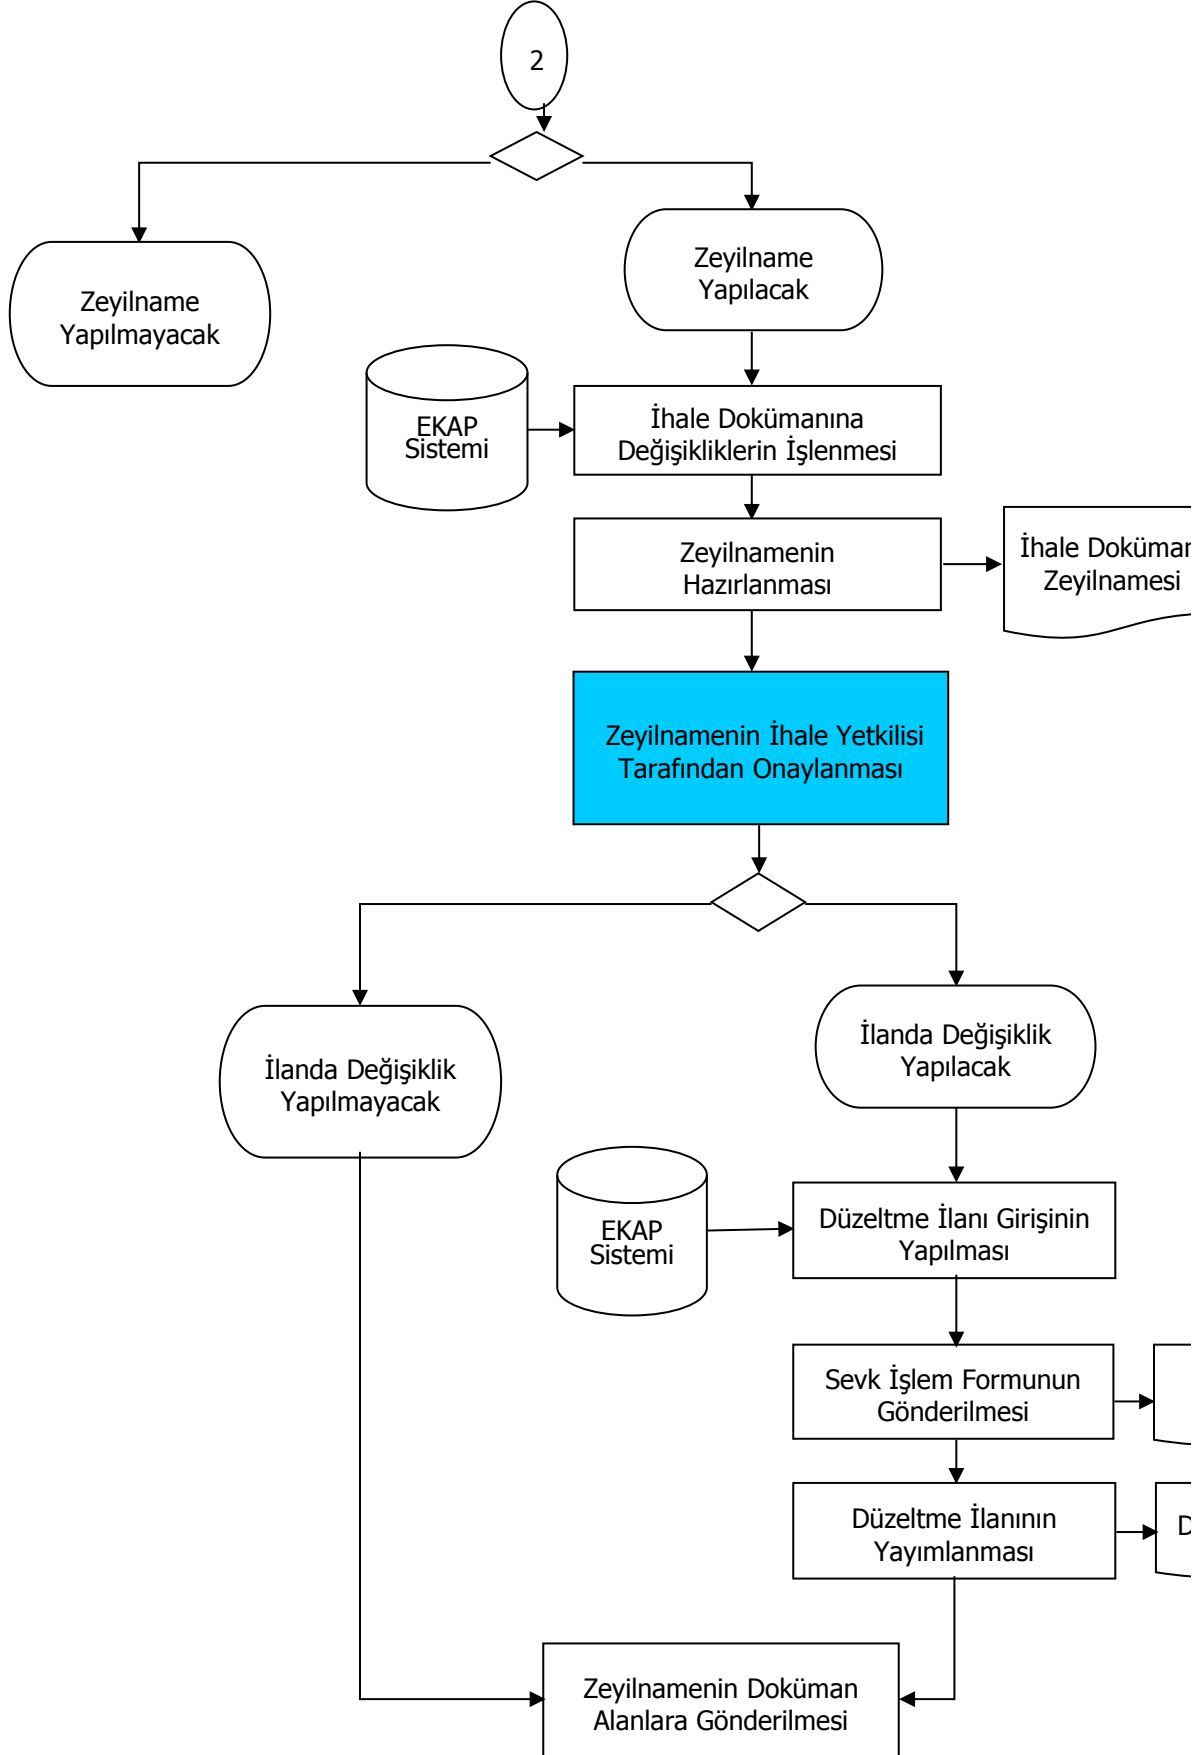 2
Zeyilname
Yapılacak
Zeyilname
Yapılmayacak
EKAP
Sistemi
İhale Dokümanına
Değişikliklerin İşlenmesi
Zeyilnamenin
Hazırlanması
İhale Doküman
Zeyilnamesi
Zeyilnamenin İhale Yetkilisi
Tarafından Onaylanması
İlanda Değişiklik
Yapılmayacak
İlanda Değişiklik
Yapılacak
EKAP
Sistemi
Düzeltme İlanı Girişinin
Yapılması
Sevk İşlem Formunun
Gönderilmesi
Düzeltme İlanının
Yayımlanması
D
Zeyilnamenin Doküman
Alanlara Gönderilmesi